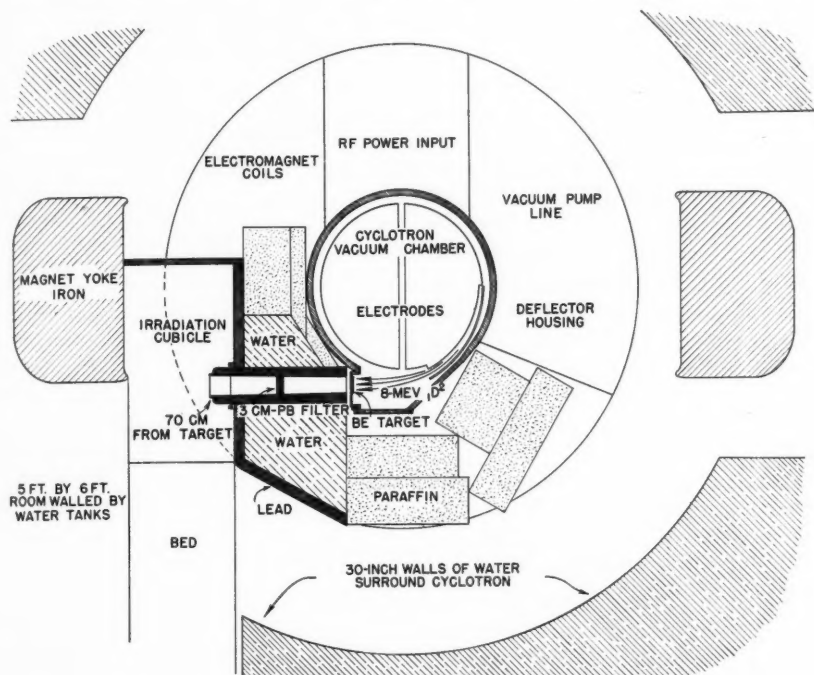 RF POWER INPUT
ELECTROMAGNET
COILS
VACUUM PUMP
LINE
CYCLOTRON
VACUUM CHAMBER
MAGNET YOKE
IRON
ELECTRODES
DEFLECTOR
HOUSING
IRRADIATION
CUBICLE
WATER
8-MEV ₁D²
70 CM
FROM TARGET
3 CM-PB FILTER
BE TARGET
WATER
5 FT. BY 6 FT.
ROOM WALLED BY
WATER TANKS
PARAFFIN
LEAD
BED
30-INCH WALLS OF WATER
SURROUND CYCLOTRON